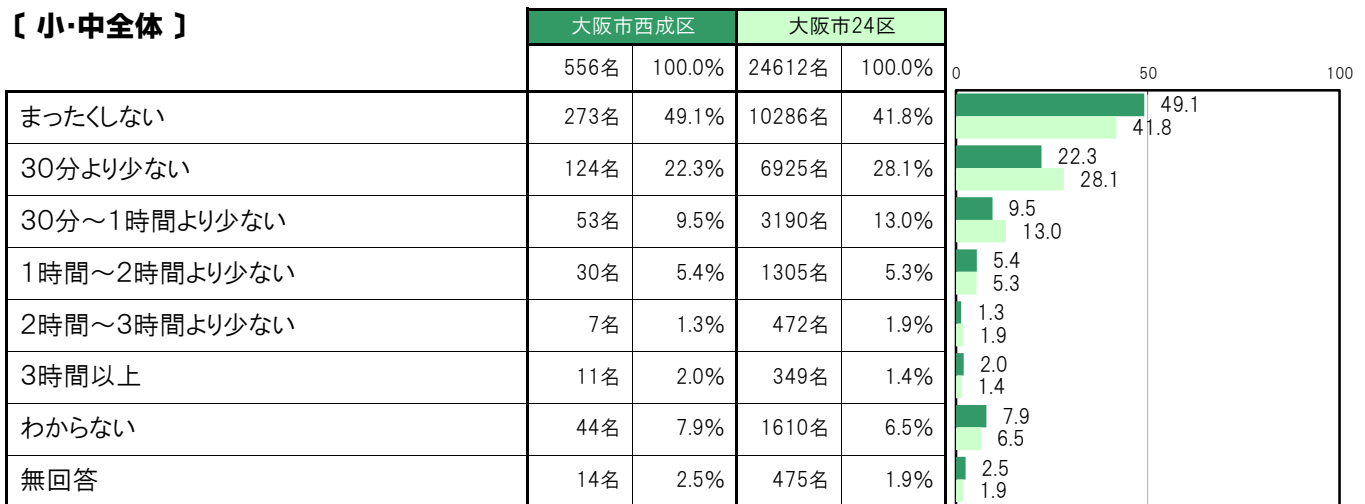 〔 小・中全体 〕
大阪市西成区 大阪市24区
556名 100.0% 24612名 100.0%
0 50 100
まったくしない 273名 49.1% 10286名 41.8% 49.1
41.8
30分より少ない 124名 22.3% 6925名 28.1% 22.3
28.1
30分～1時間より少ない 53名 9.5% 3190名 13.0% 9.5
13.0
1時間～2時間より少ない 30名 5.4% 1305名 5.3% 5.4
5.3
2時間～3時間より少ない 7名 1.3% 472名 1.9% 1.3
1.9
3時間以上 11名 2.0% 349名 1.4% 2.0
1.4
わからない 44名 7.9% 1610名 6.5% 7.9
6.5
無回答 14名 2.5% 475名 1.9% 2.5
1.9